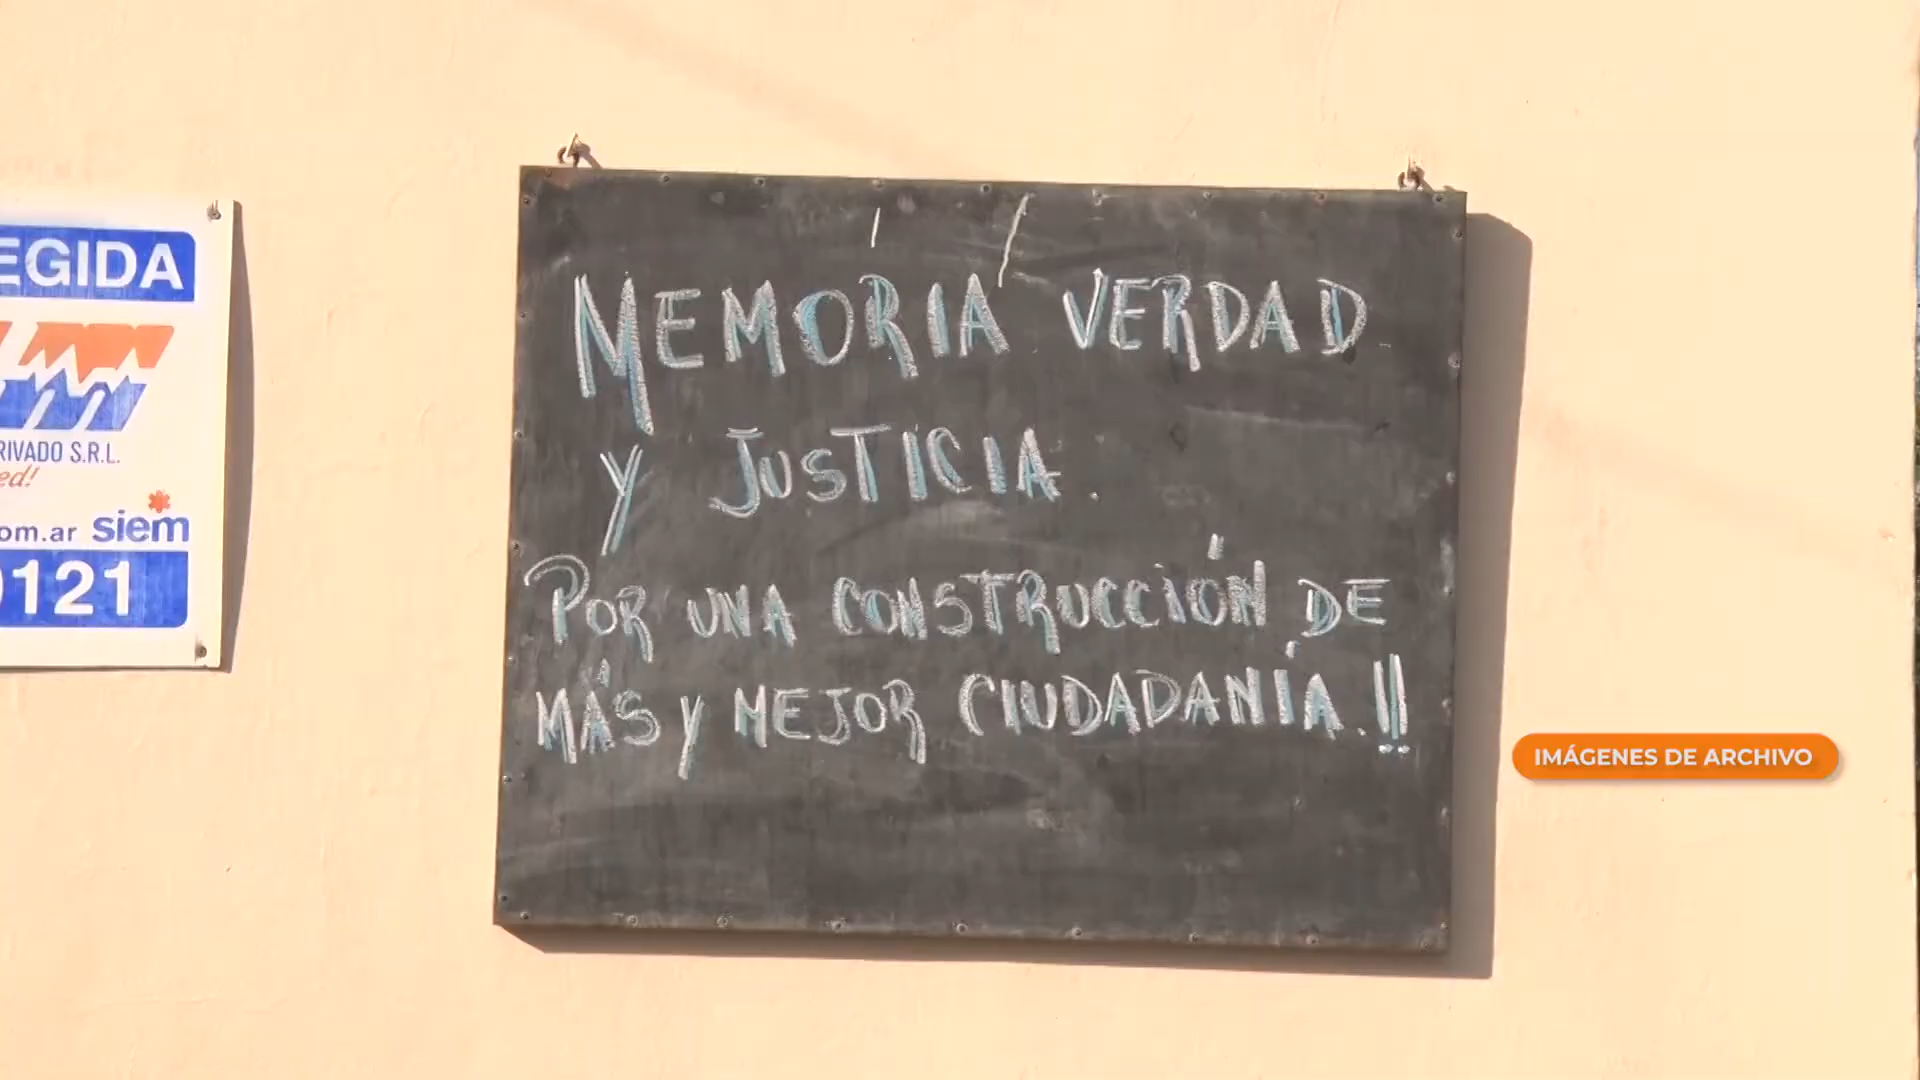 EGIDA
RIVADO S.R.L.
ed!
om.ar siem
0121
MEMORIA VERDAD
Y JUSTICIA.
POR UNA CONSTRUCCIÓN DE
MÁS Y MEJOR CIUDADANÍA.!!
IMÁGENES DE ARCHIVO